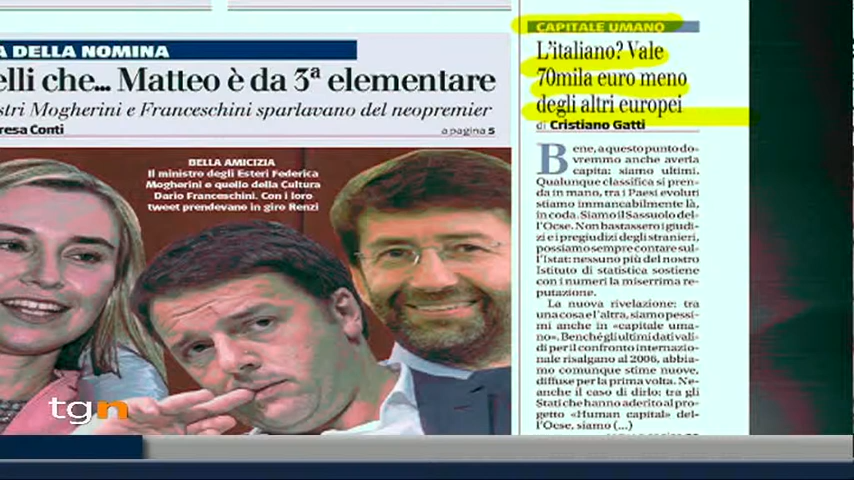 A DELLA NOMINA
elli che... Matteo è da 3ª elementare
stri Mogherini e Franceschini sparlavano del neopremier
resa Conti
a pagina 5
BELLA AMICIZIA
Il ministro degli Esteri Federica
Mogherini e quello della Cultura
Dario Franceschini. Con i loro
tweet prendevano in giro Renzi
CAPITALE UMANO
L'italiano? Vale
70mila euro meno
degli altri europei
di Cristiano Gatti
Bene, a questo punto do-
vremmo anche averla
capita: siamo ultimi.
Qualunque classifica si pren-
da in mano, tra i Paesi evoluti
stiamo immancabilmente là,
in coda. Siamo il Sassuolo del-
l'Ocse. Non bastassero i giudi-
zi e i pregiudizi degli stranieri,
possiamo sempre contare sul-
l'Istat: nessuno più del nostro
Istituto di statistica sostiene
con i numeri la miserrima re-
putazione.
La nuova rivelazione: tra
una cosa e l'altra, siamo pessi-
mi anche in «capitale uma-
no». Benché gli ultimi dati vali-
di per il confronto internazio-
nale risalgano al 2006, abbia-
mo comunque stime nuove,
diffuse per la prima volta. Ne-
anche il caso di dirlo: tra gli
Stati che hanno aderito al pro-
getto «Human capital» del-
l'Ocse, siamo (...)
tgn